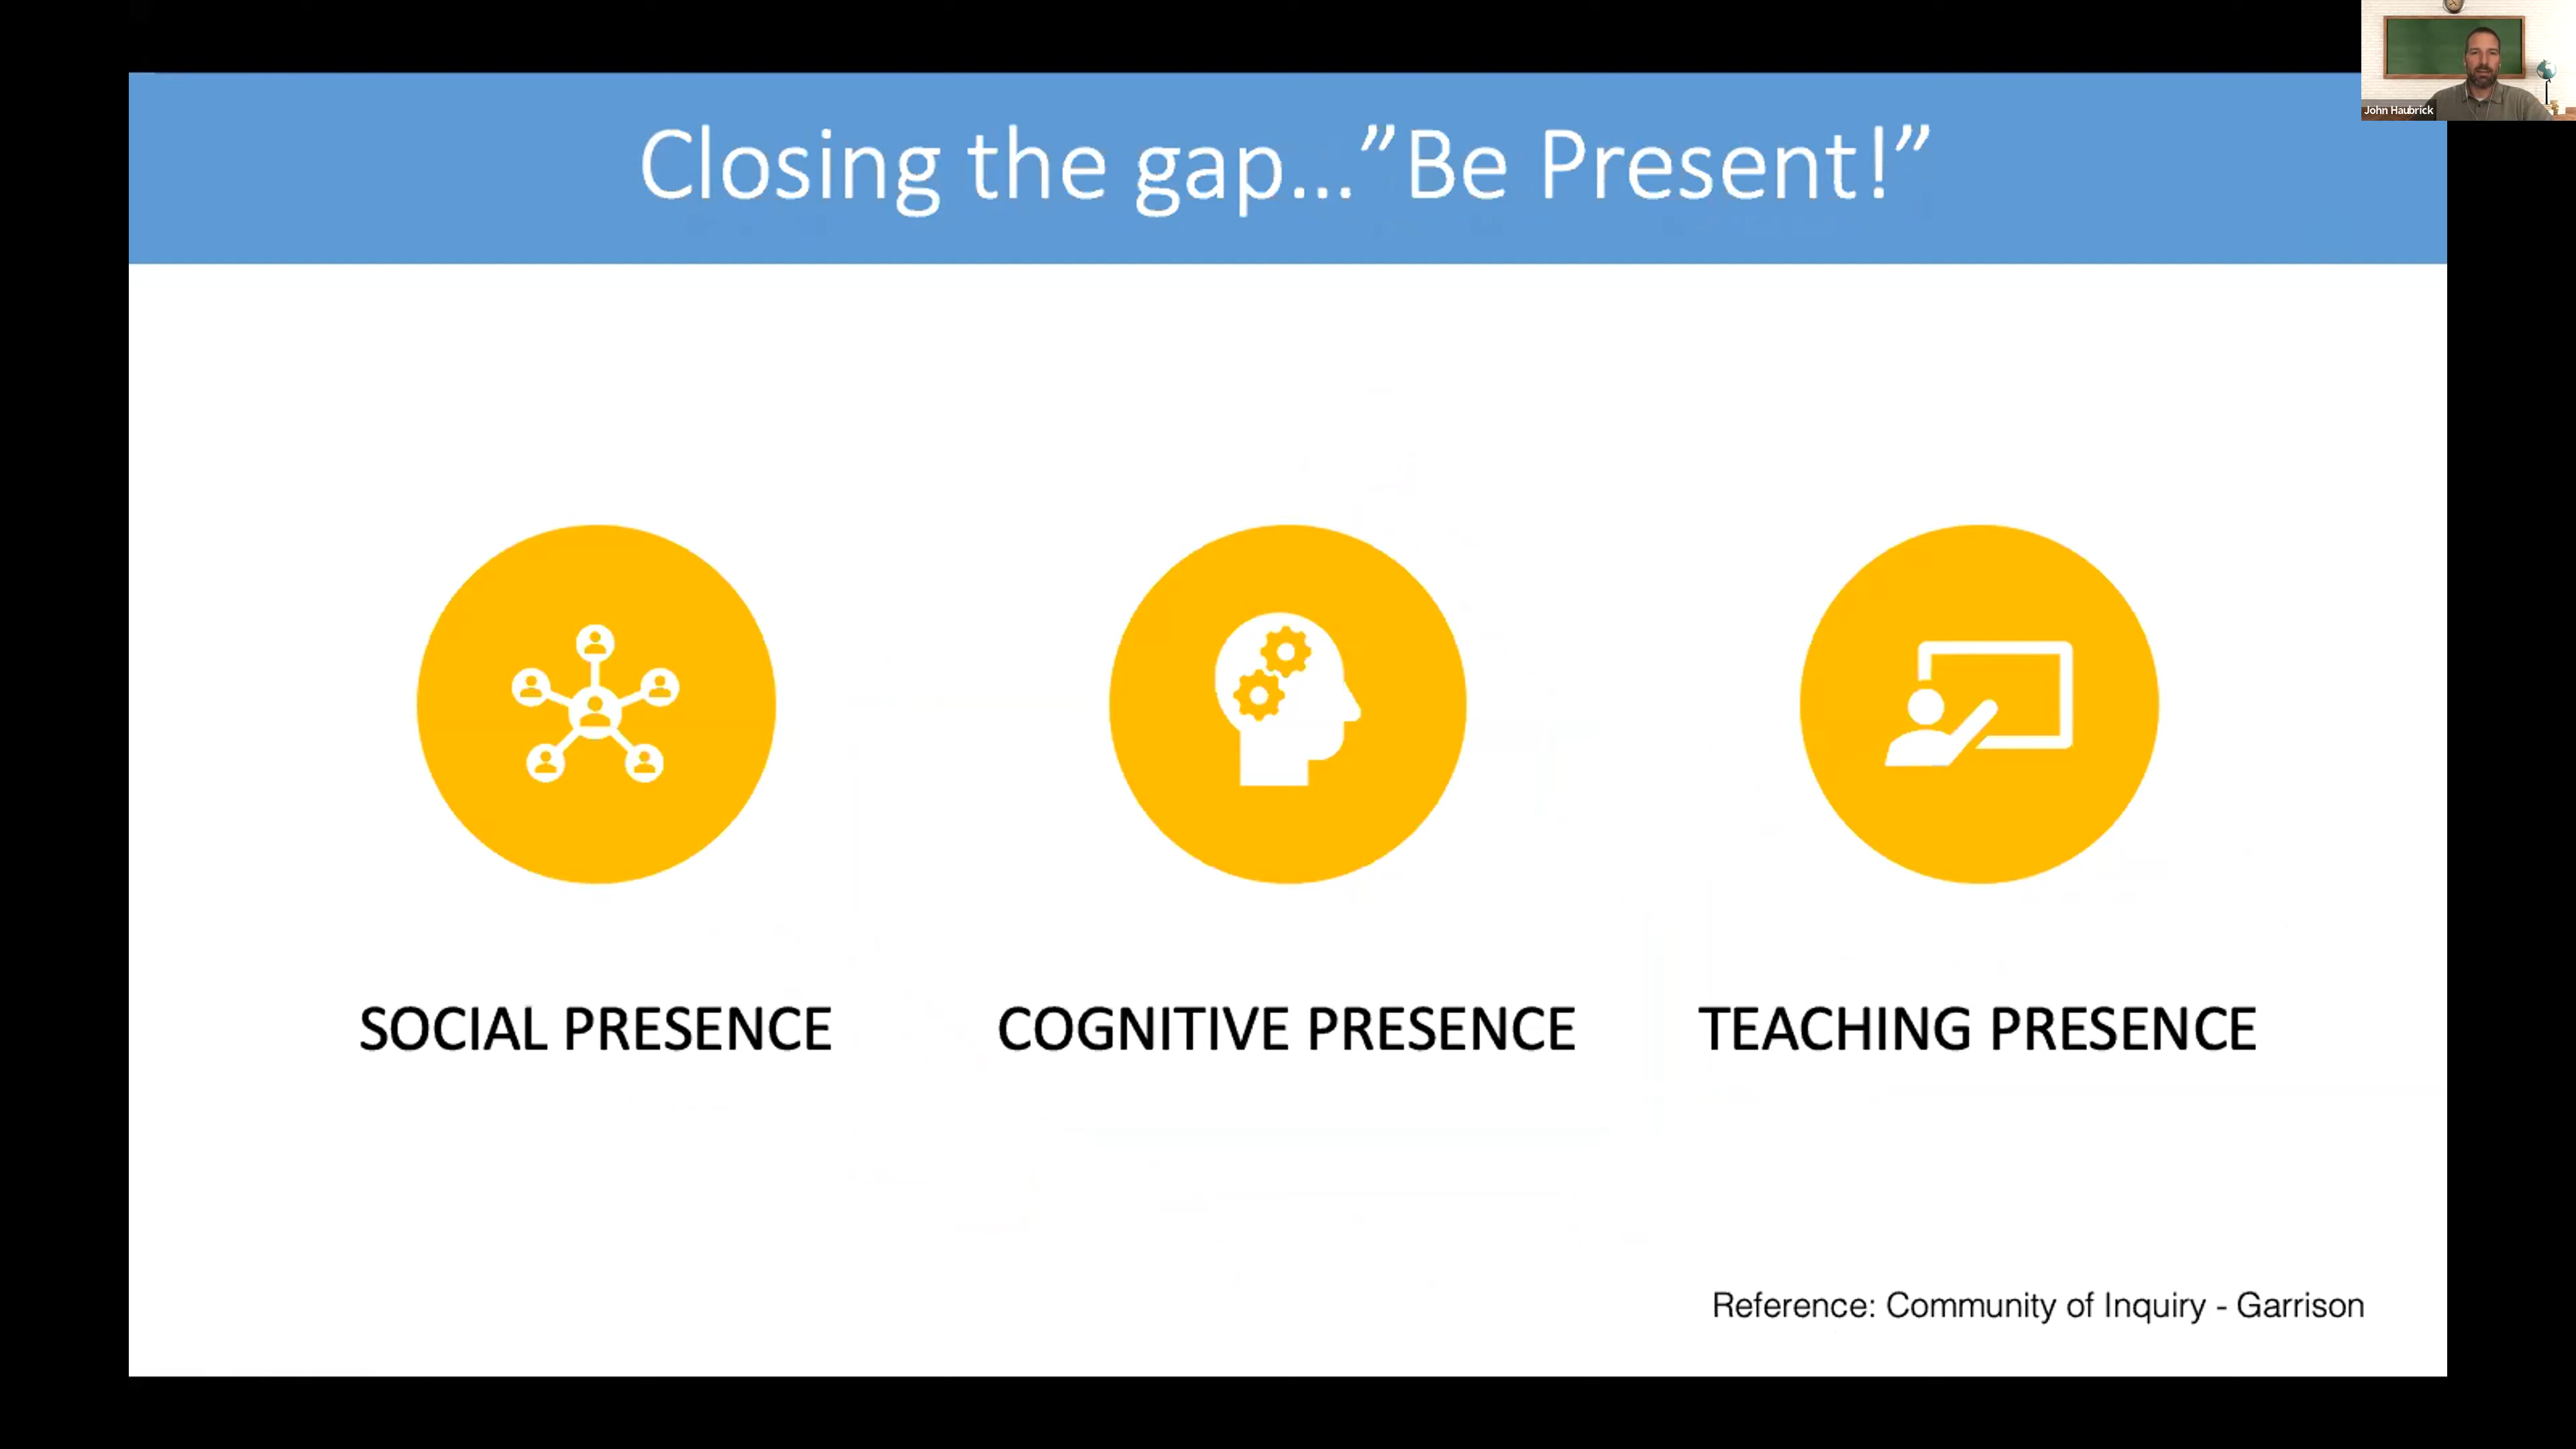 John Haubrick
Closing the gap...”Be Present!”
SOCIAL PRESENCE
COGNITIVE PRESENCE
TEACHING PRESENCE
Reference: Community of Inquiry - Garrison